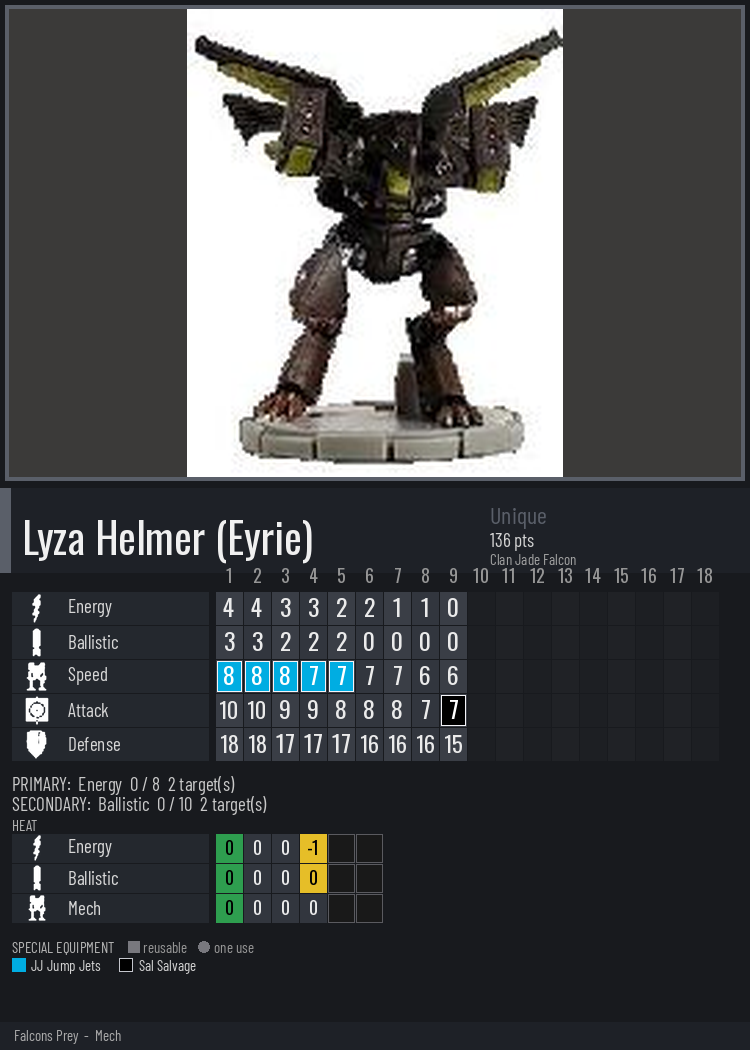 Lyza Helmer (Eyrie)
Unique
136 pts
Clan Jade Falcon
1 2 3 4 5 6 7 8 9 10 11 12 13 14 15 16 17 18
Energy 4 4 3 3 2 2 1 1 0
Ballistic 3 3 2 2 2 0 0 0 0
Speed 8 8 8 7 7 7 7 6 6
Attack 10 10 9 9 8 8 8 7 7
Defense 18 18 17 17 17 16 16 16 15
PRIMARY: Energy 0 / 8 2 target(s)
SECONDARY: Ballistic 0 / 10 2 target(s)
HEAT
Energy 0 0 0 -1
Ballistic 0 0 0 0
Mech 0 0 0 0
SPECIAL EQUIPMENT reusable one use
JJ Jump Jets Sal Salvage
Falcons Prey - Mech